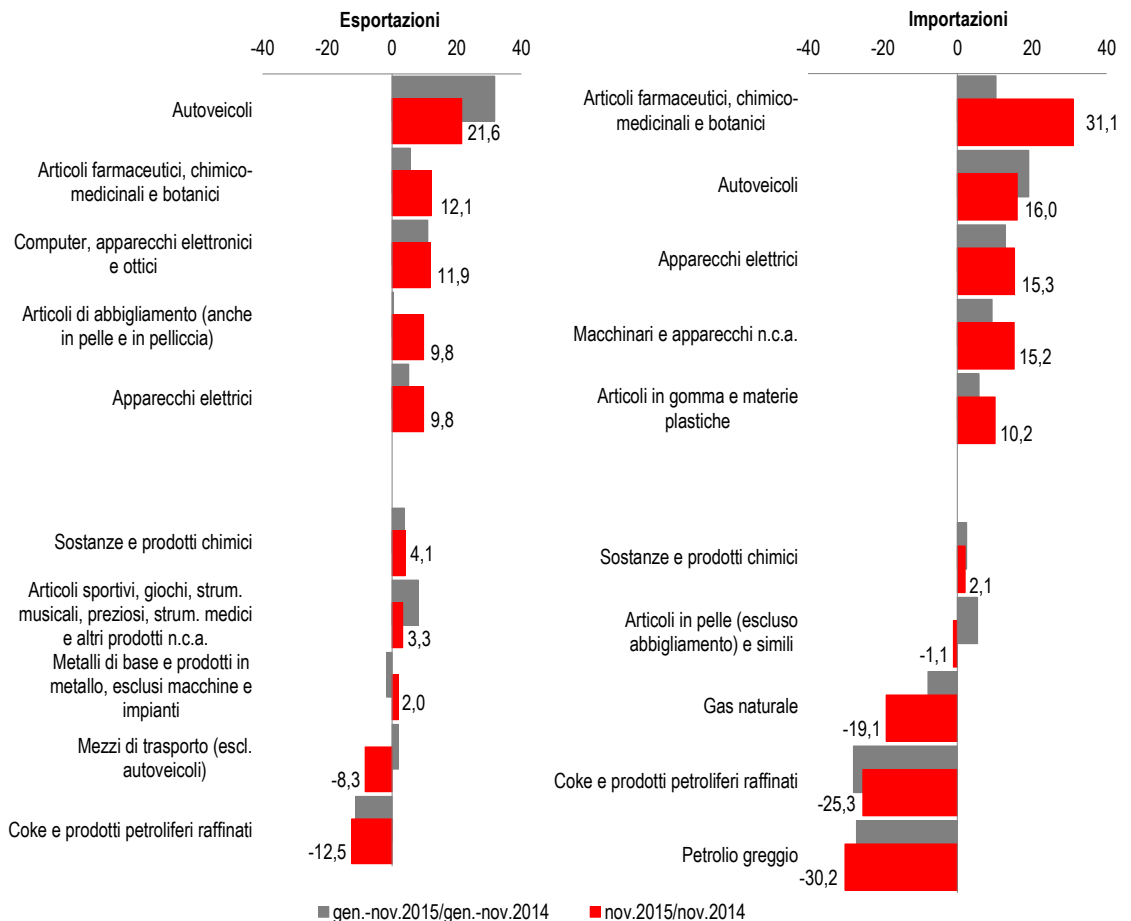 Esportazioni
-40 -20 0 20 40
Autoveicoli
21,6
Articoli farmaceutici, chimico-
medicinali e botanici
12,1
Computer, apparecchi elettronici
e ottici
11,9
Articoli di abbigliamento (anche
in pelle e in pelliccia)
9,8
Apparecchi elettrici
9,8
Sostanze e prodotti chimici
4,1
Articoli sportivi, giochi, strum.
musicali, preziosi, strum. medici
e altri prodotti n.c.a.
3,3
Metalli di base e prodotti in
metallo, esclusi macchine e
impianti
2,0
Mezzi di trasporto (escl.
autoveicoli)
-8,3
Coke e prodotti petroliferi raffinati
-12,5
Importazioni
-40 -20 0 20 40
Articoli farmaceutici, chimico-
medicinali e botanici
31,1
Autoveicoli
16,0
Apparecchi elettrici
15,3
Macchinari e apparecchi n.c.a.
15,2
Articoli in gomma e materie
plastiche
10,2
Sostanze e prodotti chimici
2,1
Articoli in pelle (escluso
abbigliamento) e simili
-1,1
Gas naturale
-19,1
Coke e prodotti petroliferi raffinati
-25,3
Petrolio greggio
-30,2
gen.-nov.2015/gen.-nov.2014 nov.2015/nov.2014